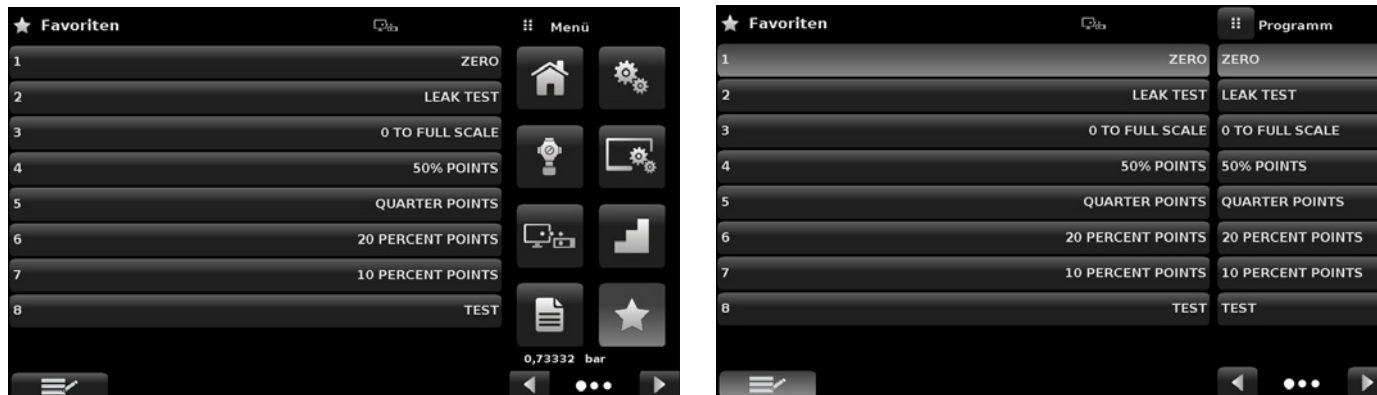 Favoriten
Menü
1 ZERO
2 LEAK TEST
3 0 TO FULL SCALE
4 50% POINTS
5 QUARTER POINTS
6 20 PERCENT POINTS
7 10 PERCENT POINTS
8 TEST
0,73332 bar
Favoriten
Programm
1 ZERO ZERO
2 LEAK TEST LEAK TEST
3 0 TO FULL SCALE 0 TO FULL SCALE
4 50% POINTS 50% POINTS
5 QUARTER POINTS QUARTER POINTS
6 20 PERCENT POINTS 20 PERCENT POINTS
7 10 PERCENT POINTS 10 PERCENT POINTS
8 TEST TEST